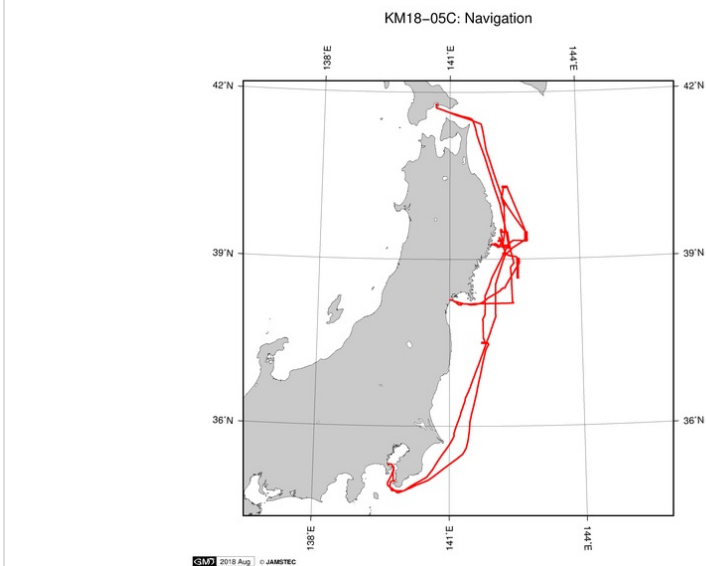 KM18−05C: Navigation
138˚E 141˚E 144˚E
42˚N 42˚N
39˚N 39˚N
36˚N 36˚N
138˚E 141˚E 144˚E
GMT 2018 Aug © JAMSTEC